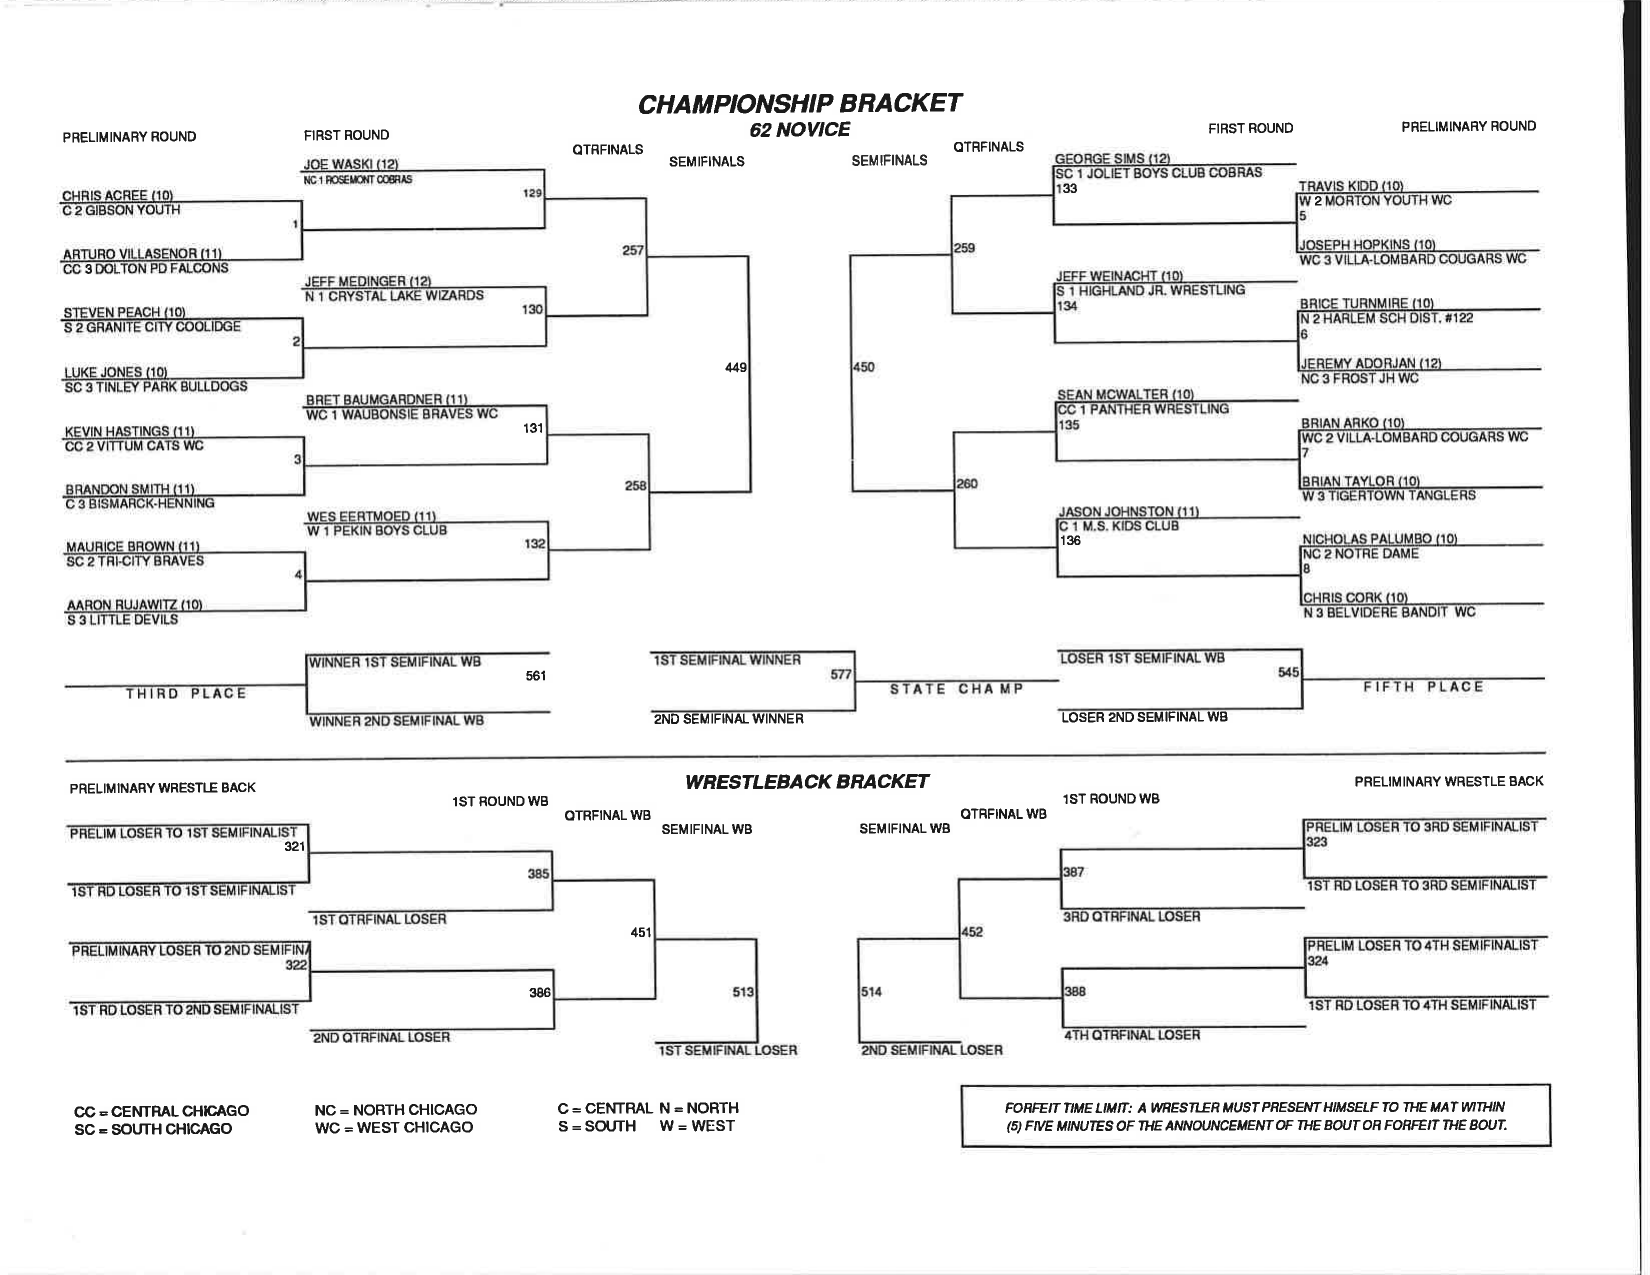 CHAMPIONSHIP BRACKET
62 NOVICE
PRELIMINARY ROUND
FIRST ROUND
QTRFINALS
SEMIFINALS
SEMIFINALS
QTRFINALS
FIRST ROUND
PRELIMINARY ROUND
JOE WASKI (12)
NC 1 ROSEMONT COBRAS
129
CHRIS ACREE (10)
C 2 GIBSON YOUTH
1
ARTURO VILLASENOR (11)
CC 3 DOLTON PD FALCONS
257
JEFF MEDINGER (12)
N 1 CRYSTAL LAKE WIZARDS
130
STEVEN PEACH (10)
S 2 GRANITE CITY COOLIDGE
2
LUKE JONES (10)
SC 3 TINLEY PARK BULLDOGS
449
BRET BAUMGARDNER (11)
WC 1 WAUBONSIE BRAVES WC
131
KEVIN HASTINGS (11)
CC 2 VITTUM CATS WC
3
BRANDON SMITH (11)
C 3 BISMARCK-HENNING
258
WES EERTMOED (11)
W 1 PEKIN BOYS CLUB
132
MAURICE BROWN (11)
SC 2 TRI-CITY BRAVES
4
AARON RUJAWITZ (10)
S 3 LITTLE DEVILS
GEORGE SIMS (12)
SC 1 JOLIET BOYS CLUB COBRAS
133
TRAVIS KIDD (10)
W 2 MORTON YOUTH WC
5
JOSEPH HOPKINS (10)
WC 3 VILLA-LOMBARD COUGARS WC
259
JEFF WEINACHT (10)
S 1 HIGHLAND JR. WRESTLING
134
BRICE TURNMIRE (10)
N 2 HARLEM SCH DIST. #122
6
JEREMY ADORJAN (12)
NC 3 FROST JH WC
450
SEAN MCWALTER (10)
CC 1 PANTHER WRESTLING
135
BRIAN ARKO (10)
WC 2 VILLA-LOMBARD COUGARS WC
7
BRIAN TAYLOR (10)
W 3 TIGERTOWN TANGLERS
260
JASON JOHNSTON (11)
C 1 M.S. KIDS CLUB
136
NICHOLAS PALUMBO (10)
NC 2 NOTRE DAME
8
CHRIS CORK (10)
N 3 BELVIDERE BANDIT WC
WINNER 1ST SEMIFINAL WB
561
THIRD PLACE
WINNER 2ND SEMIFINAL WB
1ST SEMIFINAL WINNER
577
STATE CHAMP
2ND SEMIFINAL WINNER
LOSER 1ST SEMIFINAL WB
545
FIFTH PLACE
LOSER 2ND SEMIFINAL WB
WRESTLEBACK BRACKET
PRELIMINARY WRESTLE BACK
1ST ROUND WB
QTRFINAL WB
SEMIFINAL WB
SEMIFINAL WB
QTRFINAL WB
1ST ROUND WB
PRELIMINARY WRESTLE BACK
PRELIM LOSER TO 1ST SEMIFINALIST
321
1ST RD LOSER TO 1ST SEMIFINALIST
385
1ST QTRFINAL LOSER
451
PRELIMINARY LOSER TO 2ND SEMIFINA
322
1ST RD LOSER TO 2ND SEMIFINALIST
386
2ND QTRFINAL LOSER
513
1ST SEMIFINAL LOSER
PRELIM LOSER TO 3RD SEMIFINALIST
323
1ST RD LOSER TO 3RD SEMIFINALIST
387
3RD QTRFINAL LOSER
452
PRELIM LOSER TO 4TH SEMIFINALIST
324
1ST RD LOSER TO 4TH SEMIFINALIST
388
4TH QTRFINAL LOSER
514
2ND SEMIFINAL LOSER
CC = CENTRAL CHICAGO
SC = SOUTH CHICAGO
NC = NORTH CHICAGO
WC = WEST CHICAGO
C = CENTRAL N = NORTH
S = SOUTH W = WEST
FORFEIT TIME LIMIT: A WRESTLER MUST PRESENT HIMSELF TO THE MAT WITHIN
(5) FIVE MINUTES OF THE ANNOUNCEMENT OF THE BOUT OR FORFEIT THE BOUT.